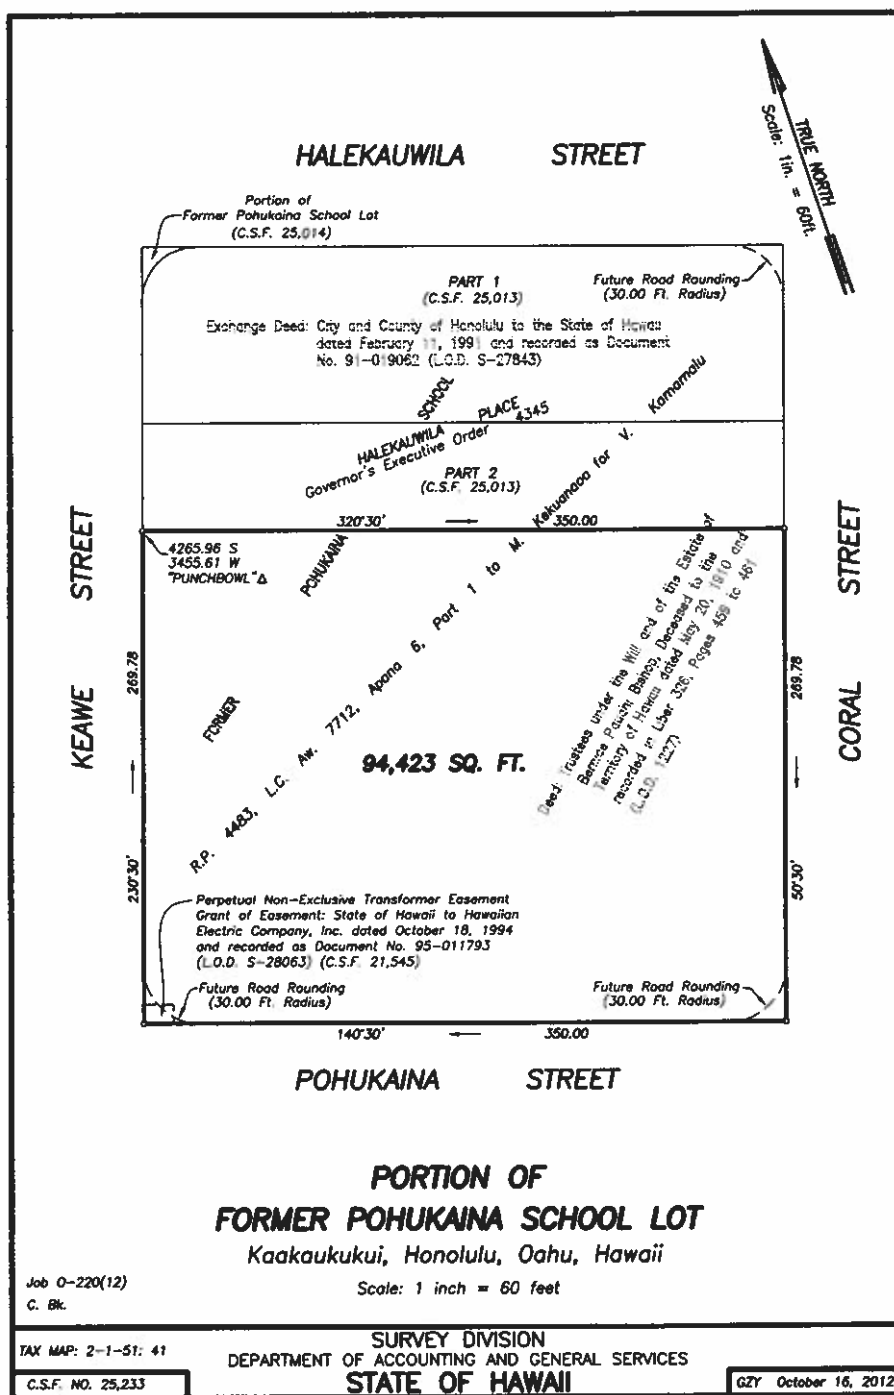 TRUE NORTH
Scale: 1in. = 60ft.
HALEKAUWILA STREET
Portion of
Former Pohukaina School Lot
(C.S.F. 25,014)
PART 1
(C.S.F. 25,013)
Future Road Rounding
(30.00 Ft. Radius)
Exchange Deed: City and County of Honolulu to the State of Hawaii
dated February 11, 1991 and recorded as Document
No. 91-019062 (L.O.D. S-27843)
SCHOOL
HALEKAUWILA PLACE
Governor's Executive Order 4345
PART 2
(C.S.F. 25,013)
320°30' 350.00
4265.96 S
3455.61 W
"PUNCHBOWL" Δ
KEAWE STREET
CORAL STREET
POHUKAINA
FORMER
R.P. 4483, L.C. Aw. 7712, Apana 6, Part 1 to M. Kekuanaoa for V. Kamamalu
Deed: Trustees under the Will and of the Estate of
Bernice Pauahi Bishop, Deceased to the
Territory of Hawaii dated May 20, 1910 and
recorded in Liber 326, Pages 459 to 461
(L.O.D. 1227)
269.78
230°30'
94,423 SQ. FT.
269.78
50°30'
Perpetual Non-Exclusive Transformer Easement
Grant of Easement: State of Hawaii to Hawaiian
Electric Company, Inc. dated October 18, 1994
and recorded as Document No. 95-011793
(L.O.D. S-28063) (C.S.F. 21,545)
Future Road Rounding
(30.00 Ft. Radius)
Future Road Rounding
(30.00 Ft. Radius)
140°30' 350.00
POHUKAINA STREET
PORTION OF
FORMER POHUKAINA SCHOOL LOT
Kaakaukukui, Honolulu, Oahu, Hawaii
Scale: 1 inch = 60 feet
Job O-220(12)
C. Bk.
TAX MAP: 2-1-51: 41
C.S.F. NO. 25,233
SURVEY DIVISION
DEPARTMENT OF ACCOUNTING AND GENERAL SERVICES
STATE OF HAWAII
GZY October 16, 2012